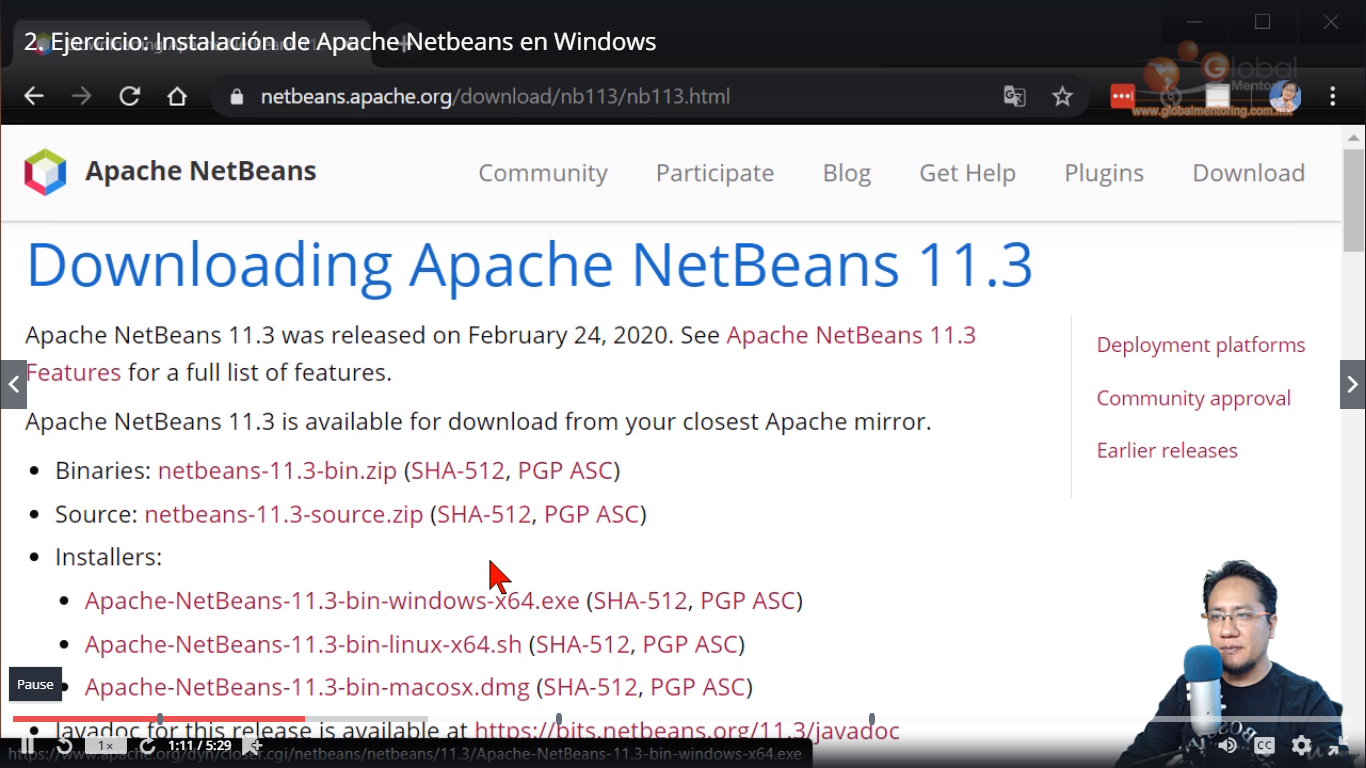 2. Ejercicio: Instalación de Apache Netbeans en Windows
Global
Mentoring
www.globalmentoring.com.mx
netbeans.apache.org/download/nb113/nb113.html
Apache NetBeans
Community
Participate
Blog
Get Help
Plugins
Download
Downloading Apache NetBeans 11.3
Apache NetBeans 11.3 was released on February 24, 2020. See Apache NetBeans 11.3
Features for a full list of features.
Apache NetBeans 11.3 is available for download from your closest Apache mirror.
Binaries: netbeans-11.3-bin.zip (SHA-512, PGP ASC)
Source: netbeans-11.3-source.zip (SHA-512, PGP ASC)
Installers:
Apache-NetBeans-11.3-bin-windows-x64.exe (SHA-512, PGP ASC)
Apache-NetBeans-11.3-bin-linux-x64.sh (SHA-512, PGP ASC)
Apache-NetBeans-11.3-bin-macosx.dmg (SHA-512, PGP ASC)
Javadoc for this release is available at https://bits.netbeans.org/11.3/javadoc
Deployment platforms
Community approval
Earlier releases
Pause
1×
1:11 / 5:29
CC
https://www.apache.org/dyn/closer.cgi/netbeans/netbeans/11.3/Apache-NetBeans-11.3-bin-windows-x64.exe